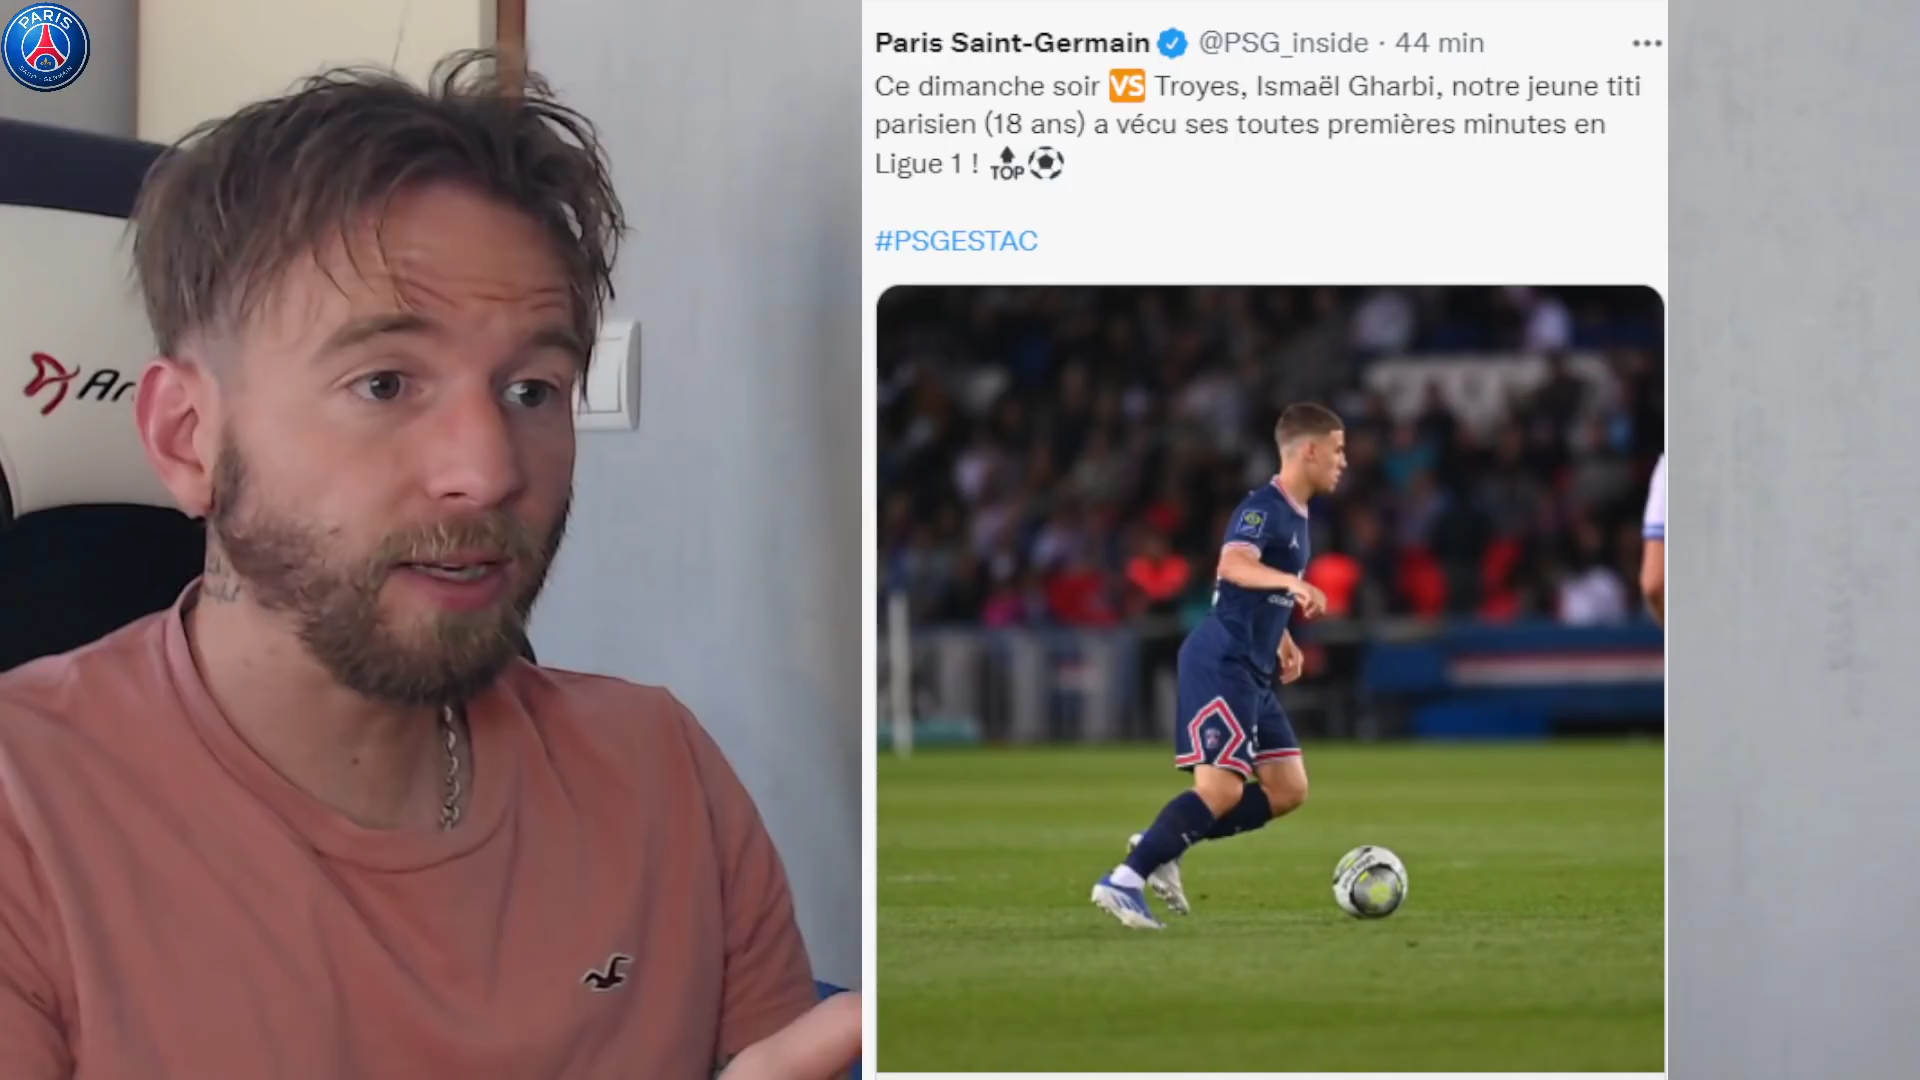 PARIS
SAINT-GERMAIN
Ar
Paris Saint-Germain @PSG_inside · 44 min
Ce dimanche soir VS Troyes, Ismaël Gharbi, notre jeune titi
parisien (18 ans) a vécu ses toutes premières minutes en
Ligue 1 ! TOP
#PSGESTAC